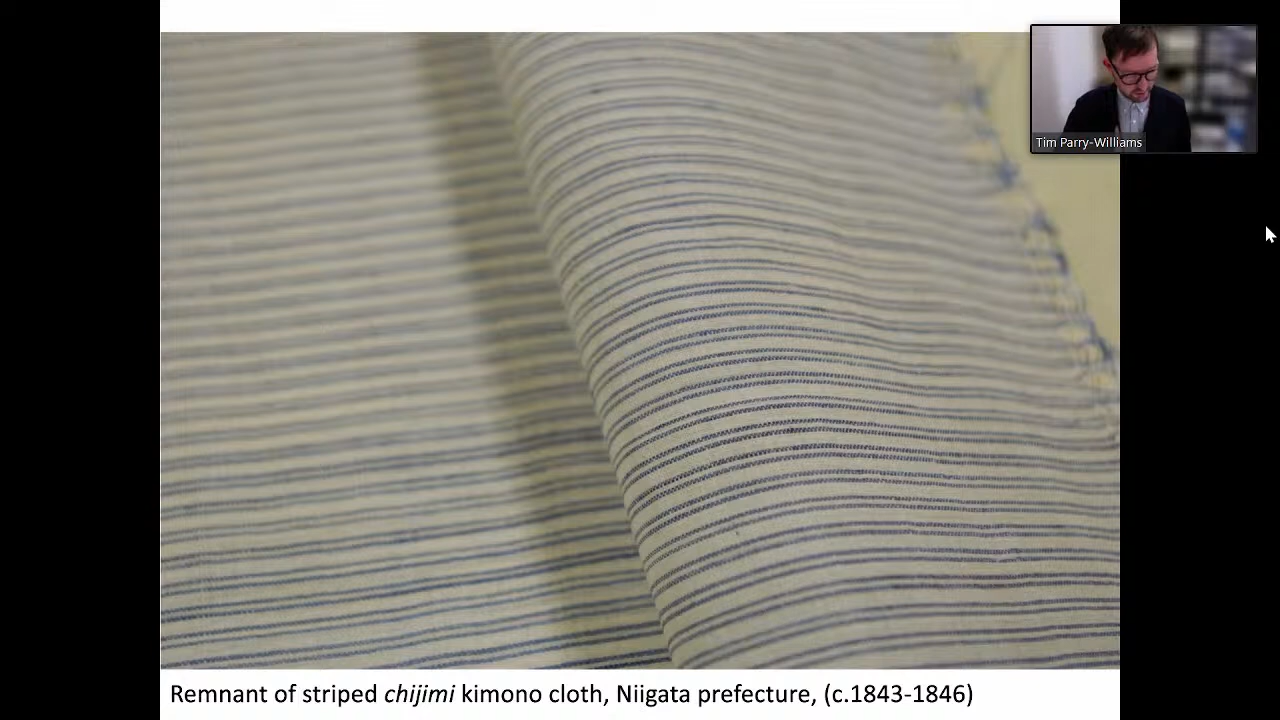 Tim Parry-Williams
Remnant of striped chijimi kimono cloth, Niigata prefecture, (c.1843-1846)